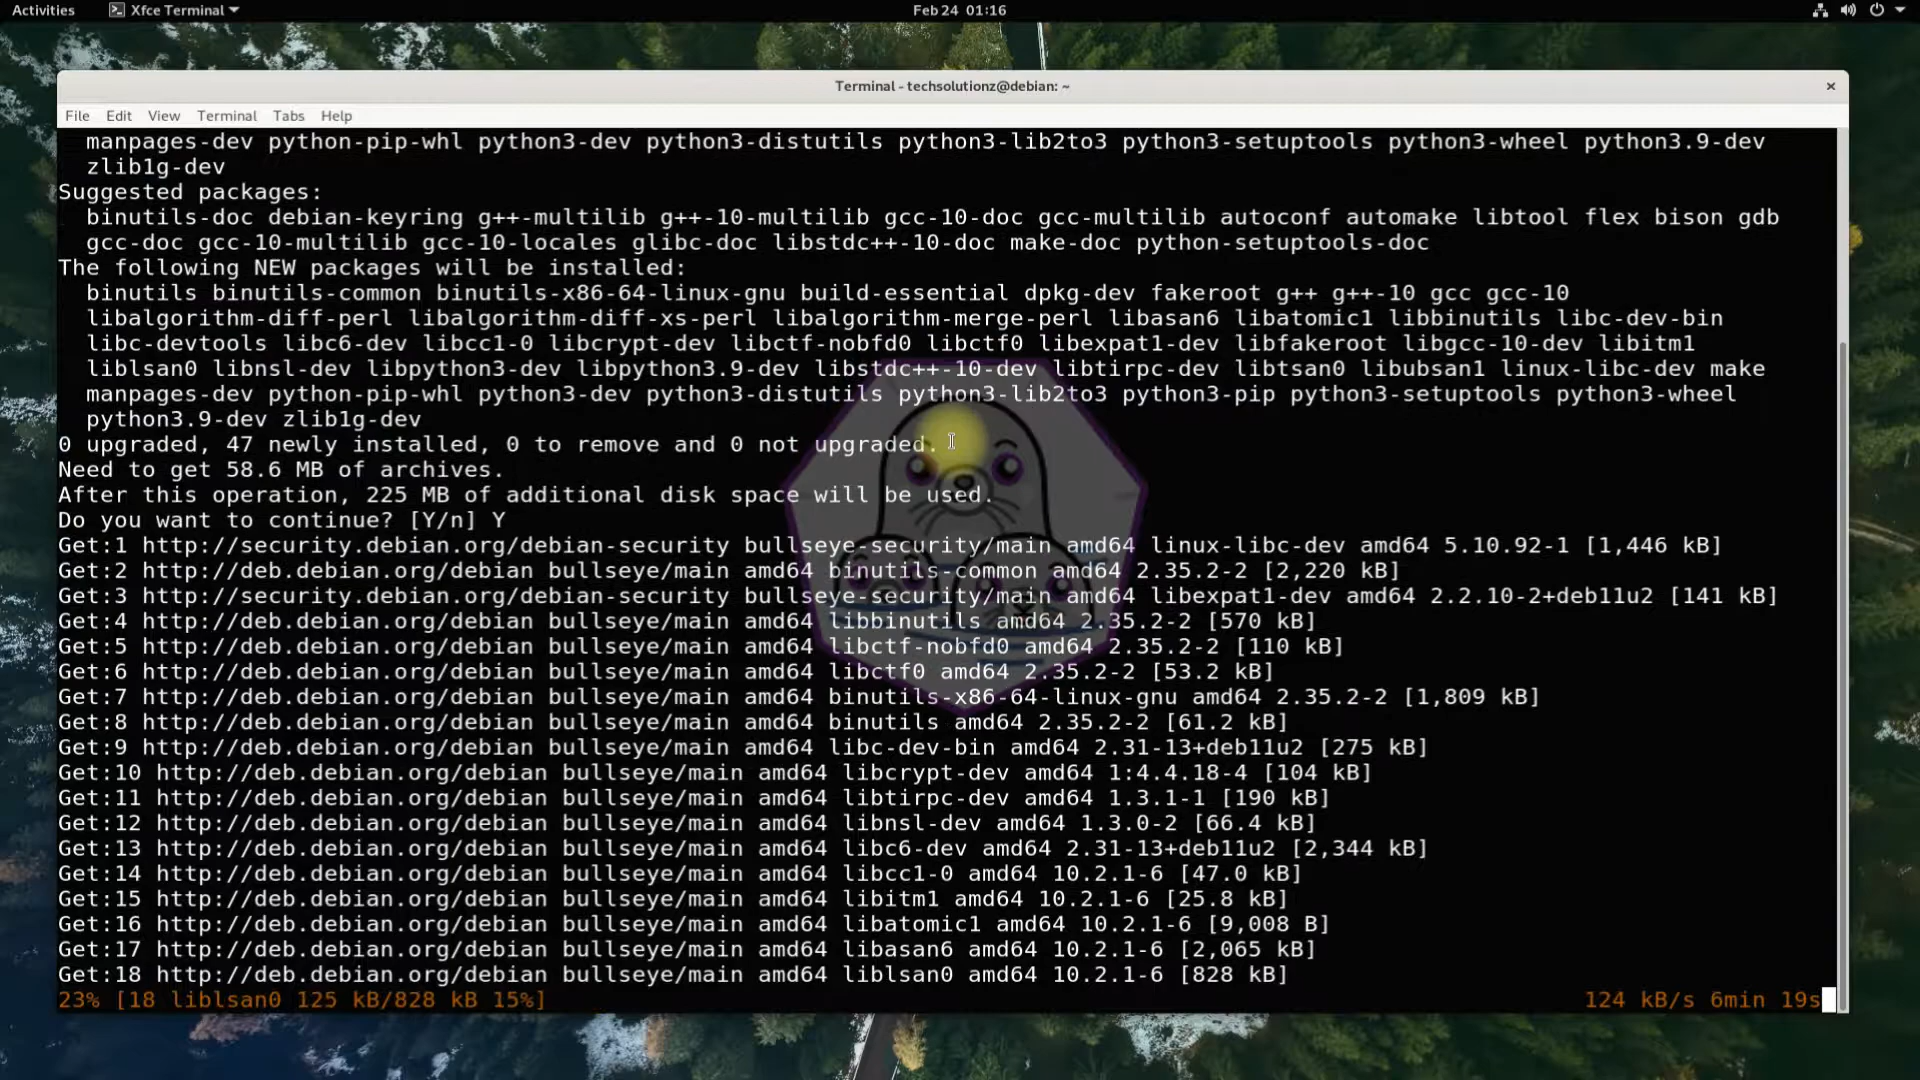 Activities
Xfce Terminal
Feb 24 01:16
Terminal - techsolutionz@debian: ~
File Edit View Terminal Tabs Help
manpages-dev python-pip-whl python3-dev python3-distutils python3-lib2to3 python3-setuptools python3-wheel python3.9-dev
zlib1g-dev
Suggested packages:
binutils-doc debian-keyring g++-multilib g++-10-multilib gcc-10-doc gcc-multilib autoconf automake libtool flex bison gdb
gcc-doc gcc-10-multilib gcc-10-locales glibc-doc libstdc++-10-doc make-doc python-setuptools-doc
The following NEW packages will be installed:
binutils binutils-common binutils-x86-64-linux-gnu build-essential dpkg-dev fakeroot g++ g++-10 gcc gcc-10
libalgorithm-diff-perl libalgorithm-diff-xs-perl libalgorithm-merge-perl libasan6 libatomic1 libbinutils libc-dev-bin
libc-devtools libc6-dev libcc1-0 libcrypt-dev libctf-nobfd0 libctf0 libexpat1-dev libfakeroot libgcc-10-dev libitm1
liblsan0 libnsl-dev libpython3-dev libpython3.9-dev libstdc++-10-dev libtirpc-dev libtsan0 libubsan1 linux-libc-dev make
manpages-dev python-pip-whl python3-dev python3-distutils python3-lib2to3 python3-pip python3-setuptools python3-wheel
python3.9-dev zlib1g-dev
0 upgraded, 47 newly installed, 0 to remove and 0 not upgraded.
Need to get 58.6 MB of archives.
After this operation, 225 MB of additional disk space will be used.
Do you want to continue? [Y/n] Y
Get:1 http://security.debian.org/debian-security bullseye-security/main amd64 linux-libc-dev amd64 5.10.92-1 [1,446 kB]
Get:2 http://deb.debian.org/debian bullseye/main amd64 binutils-common amd64 2.35.2-2 [2,220 kB]
Get:3 http://security.debian.org/debian-security bullseye-security/main amd64 libexpat1-dev amd64 2.2.10-2+deb11u2 [141 kB]
Get:4 http://deb.debian.org/debian bullseye/main amd64 libbinutils amd64 2.35.2-2 [570 kB]
Get:5 http://deb.debian.org/debian bullseye/main amd64 libctf-nobfd0 amd64 2.35.2-2 [110 kB]
Get:6 http://deb.debian.org/debian bullseye/main amd64 libctf0 amd64 2.35.2-2 [53.2 kB]
Get:7 http://deb.debian.org/debian bullseye/main amd64 binutils-x86-64-linux-gnu amd64 2.35.2-2 [1,809 kB]
Get:8 http://deb.debian.org/debian bullseye/main amd64 binutils amd64 2.35.2-2 [61.2 kB]
Get:9 http://deb.debian.org/debian bullseye/main amd64 libc-dev-bin amd64 2.31-13+deb11u2 [275 kB]
Get:10 http://deb.debian.org/debian bullseye/main amd64 libcrypt-dev amd64 1:4.4.18-4 [104 kB]
Get:11 http://deb.debian.org/debian bullseye/main amd64 libtirpc-dev amd64 1.3.1-1 [190 kB]
Get:12 http://deb.debian.org/debian bullseye/main amd64 libnsl-dev amd64 1.3.0-2 [66.4 kB]
Get:13 http://deb.debian.org/debian bullseye/main amd64 libc6-dev amd64 2.31-13+deb11u2 [2,344 kB]
Get:14 http://deb.debian.org/debian bullseye/main amd64 libcc1-0 amd64 10.2.1-6 [47.0 kB]
Get:15 http://deb.debian.org/debian bullseye/main amd64 libitm1 amd64 10.2.1-6 [25.8 kB]
Get:16 http://deb.debian.org/debian bullseye/main amd64 libatomic1 amd64 10.2.1-6 [9,008 B]
Get:17 http://deb.debian.org/debian bullseye/main amd64 libasan6 amd64 10.2.1-6 [2,065 kB]
Get:18 http://deb.debian.org/debian bullseye/main amd64 liblsan0 amd64 10.2.1-6 [828 kB]
23% [18 liblsan0 125 kB/828 kB 15%] 124 kB/s 6min 19s